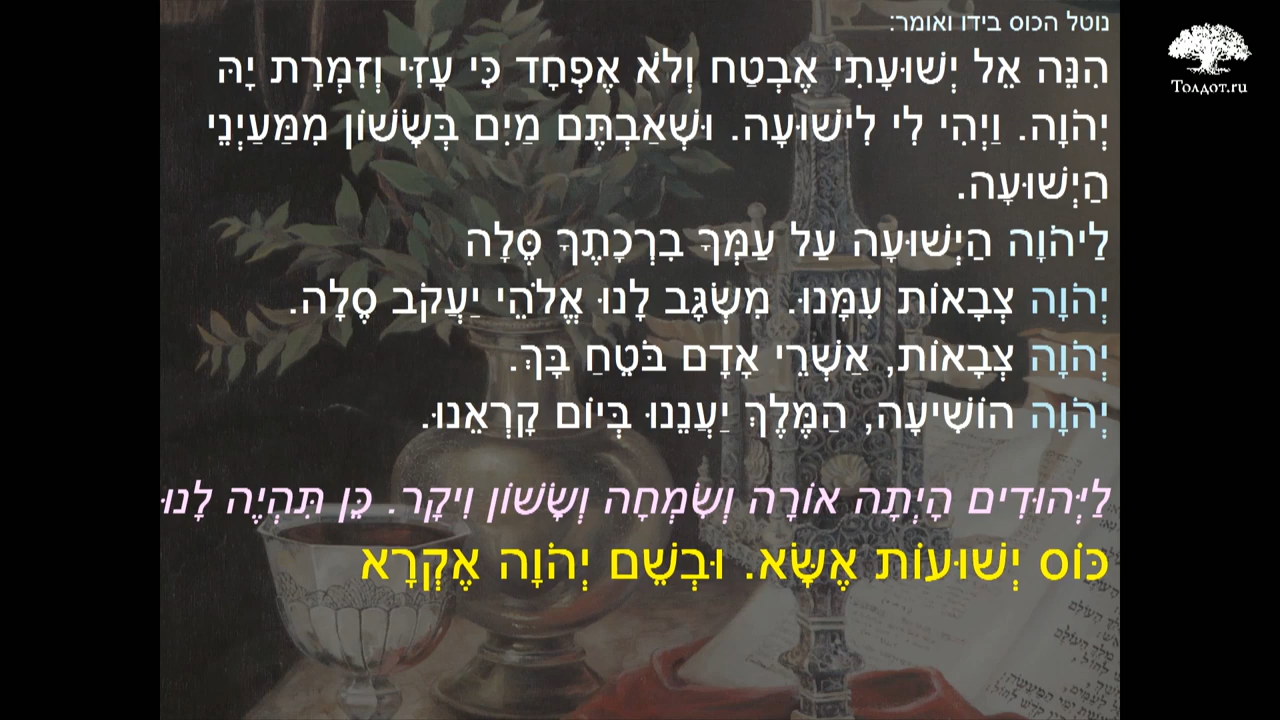 נוטל הכוס בידו ואומר:
הִנֵּה אֵל יְשׁוּעָתִי אֶבְטַח וְלֹא אֶפְחָד כִּי עָזִּי וְזִמְרָת יָהּ
יְהֹוָה. וַיְהִי לִי לִישׁוּעָה. וּשְׁאַבְתֶּם מַיִם בְּשָׂשׂוֹן מִמַּעַיְנֵי
הַיְשׁוּעָה.
לַיהֹוָה הַיְשׁוּעָה עַל עַמְּךָ בִרְכָתֶךָ סֶּלָה
יְהֹוָה צְבָאוֹת עִמָּנוּ. מִשְׂגָּב לָנוּ אֱלֹהֵי יַעֲקֹב סֶלָה.
יְהֹוָה צְבָאוֹת, אַשְׁרֵי אָדָם בֹּטֵחַ בָּךְ.
יְהֹוָה הוֹשִׁיעָה, הַמֶּלֶךְ יַעֲנֵנוּ בְּיוֹם קָרְאֵנוּ.
לַיְּהוּדִים הָיְתָה אוֹרָה וְשִׂמְחָה וְשָׂשׂוֹן וִיקָר. כֵּן תִּהְיֶה לָנוּ
כּוֹס יְשׁוּעוֹת אֶשָּׂא. וּבְשֵׁם יְהֹוָה אֶקְרָא
Толдот.ru